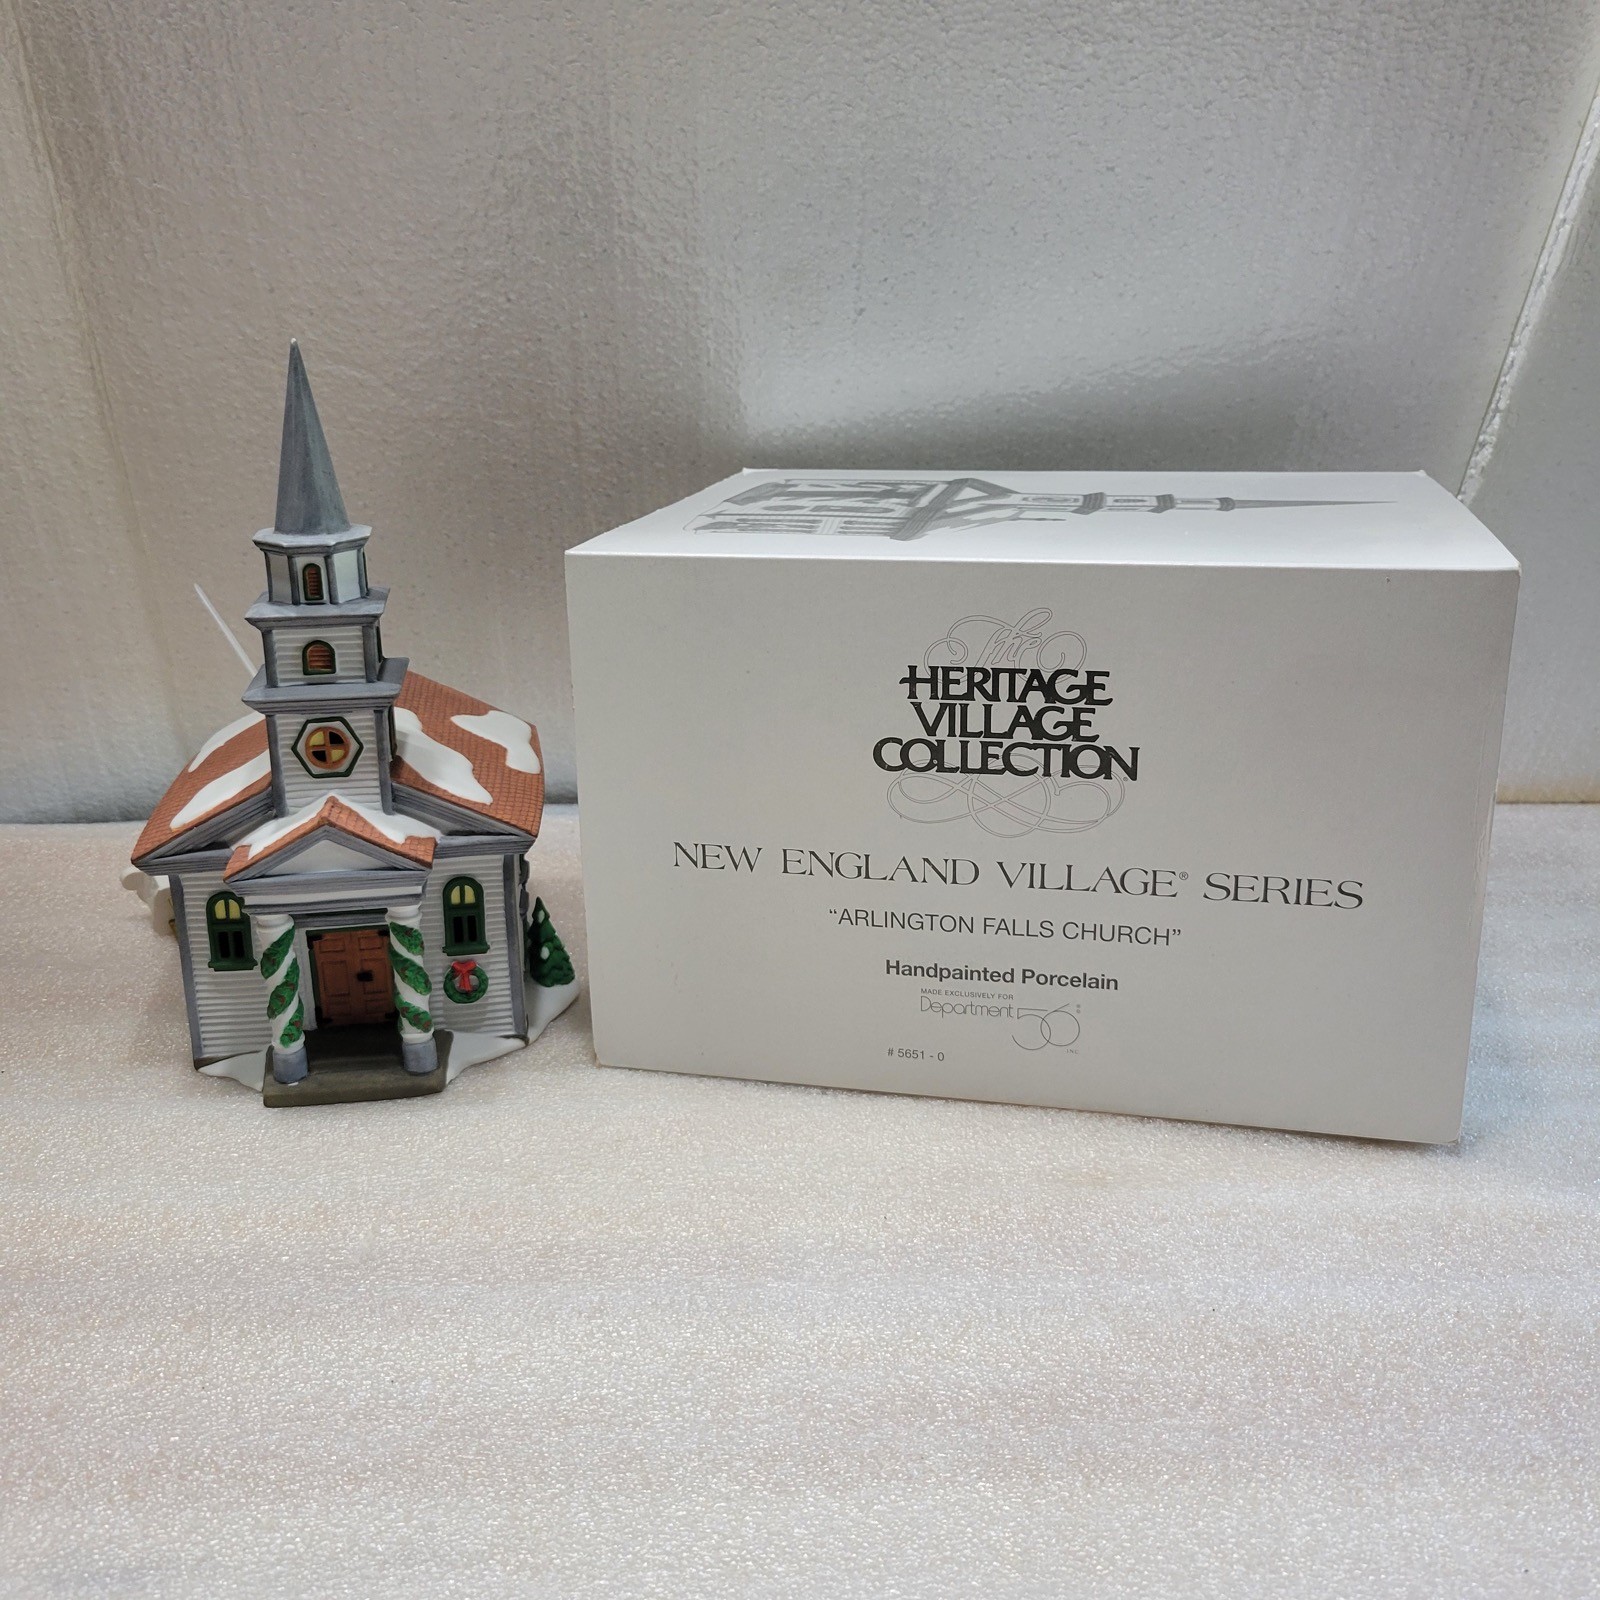 The
HERITAGE
VILLAGE
COLLECTION
NEW ENGLAND VILLAGE® SERIES
“ARLINGTON FALLS CHURCH”
Handpainted Porcelain
MADE EXCLUSIVELY FOR
Department 56®
INC.
# 5651 - 0